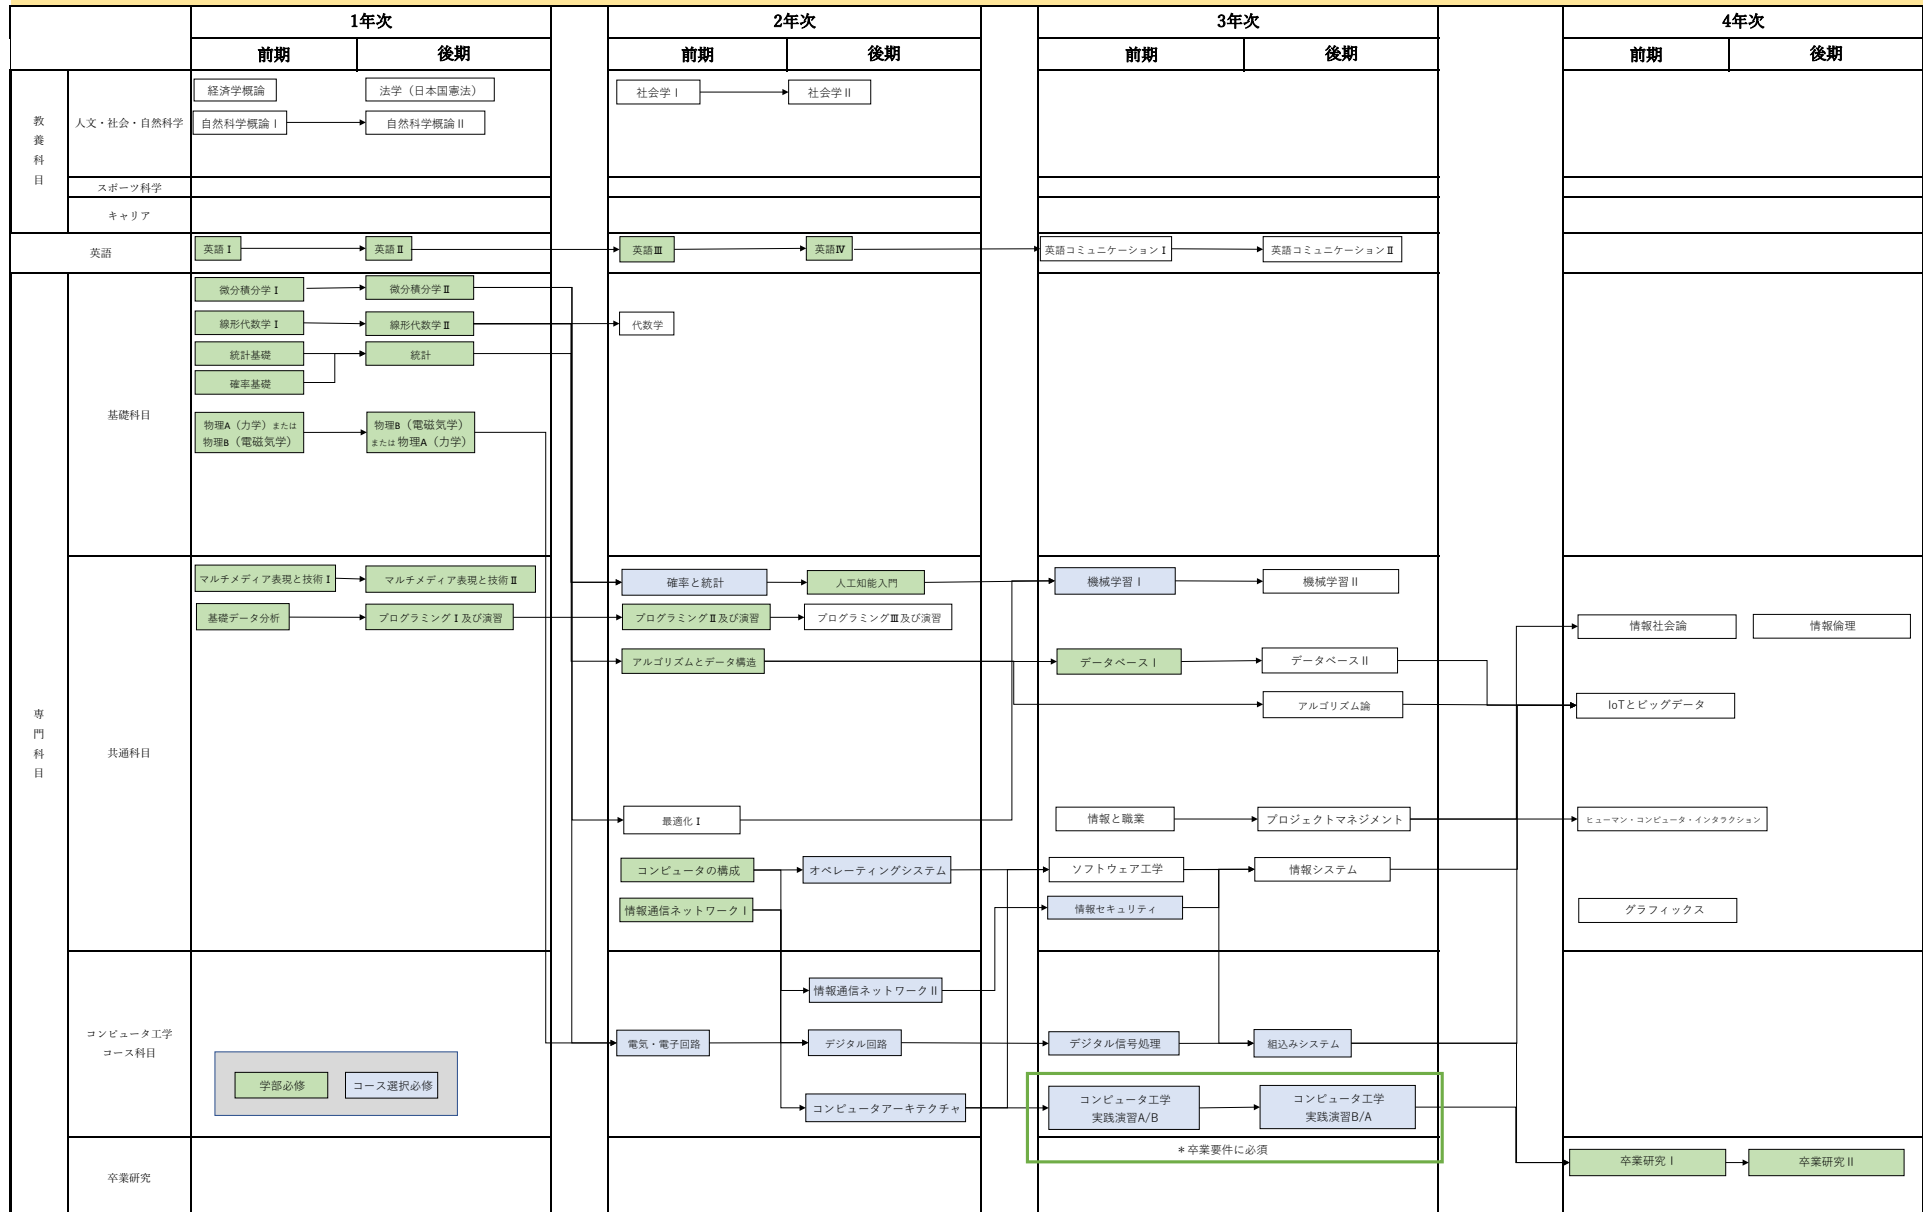 1年次
2年次
3年次
4年次
前期
後期
前期
後期
前期
後期
前期
後期
教養科目
人文・社会・自然科学
経済学概論
法学（日本国憲法）
社会学Ⅰ
社会学Ⅱ
自然科学概論Ⅰ
自然科学概論Ⅱ
スポーツ科学
キャリア
英語
英語Ⅰ
英語Ⅱ
英語Ⅲ
英語Ⅳ
英語コミュニケーションⅠ
英語コミュニケーションⅡ
専門科目
基礎科目
微分積分学Ⅰ
微分積分学Ⅱ
線形代数学Ⅰ
線形代数学Ⅱ
代数学
統計基礎
統計
確率基礎
物理A（力学）または
物理B（電磁気学）
物理B（電磁気学）
または物理A（力学）
共通科目
マルチメディア表現と技術Ⅰ
マルチメディア表現と技術Ⅱ
確率と統計
人工知能入門
機械学習Ⅰ
機械学習Ⅱ
基礎データ分析
プログラミングⅠ及び演習
プログラミングⅡ及び演習
プログラミングⅢ及び演習
情報社会論
情報倫理
アルゴリズムとデータ構造
データベースⅠ
データベースⅡ
アルゴリズム論
IoTとビッグデータ
最適化Ⅰ
情報と職業
プロジェクトマネジメント
ヒューマン・コンピュータ・インタラクション
コンピュータの構成
オペレーティングシステム
ソフトウェア工学
情報システム
情報通信ネットワークⅠ
情報セキュリティ
グラフィックス
コンピュータ工学
コース科目
情報通信ネットワークⅡ
電気・電子回路
デジタル回路
デジタル信号処理
組込みシステム
学部必修
コース選択必修
コンピュータアーキテクチャ
コンピュータ工学
実践演習A/B
コンピュータ工学
実践演習B/A
＊卒業要件に必須
卒業研究
卒業研究Ⅰ
卒業研究Ⅱ